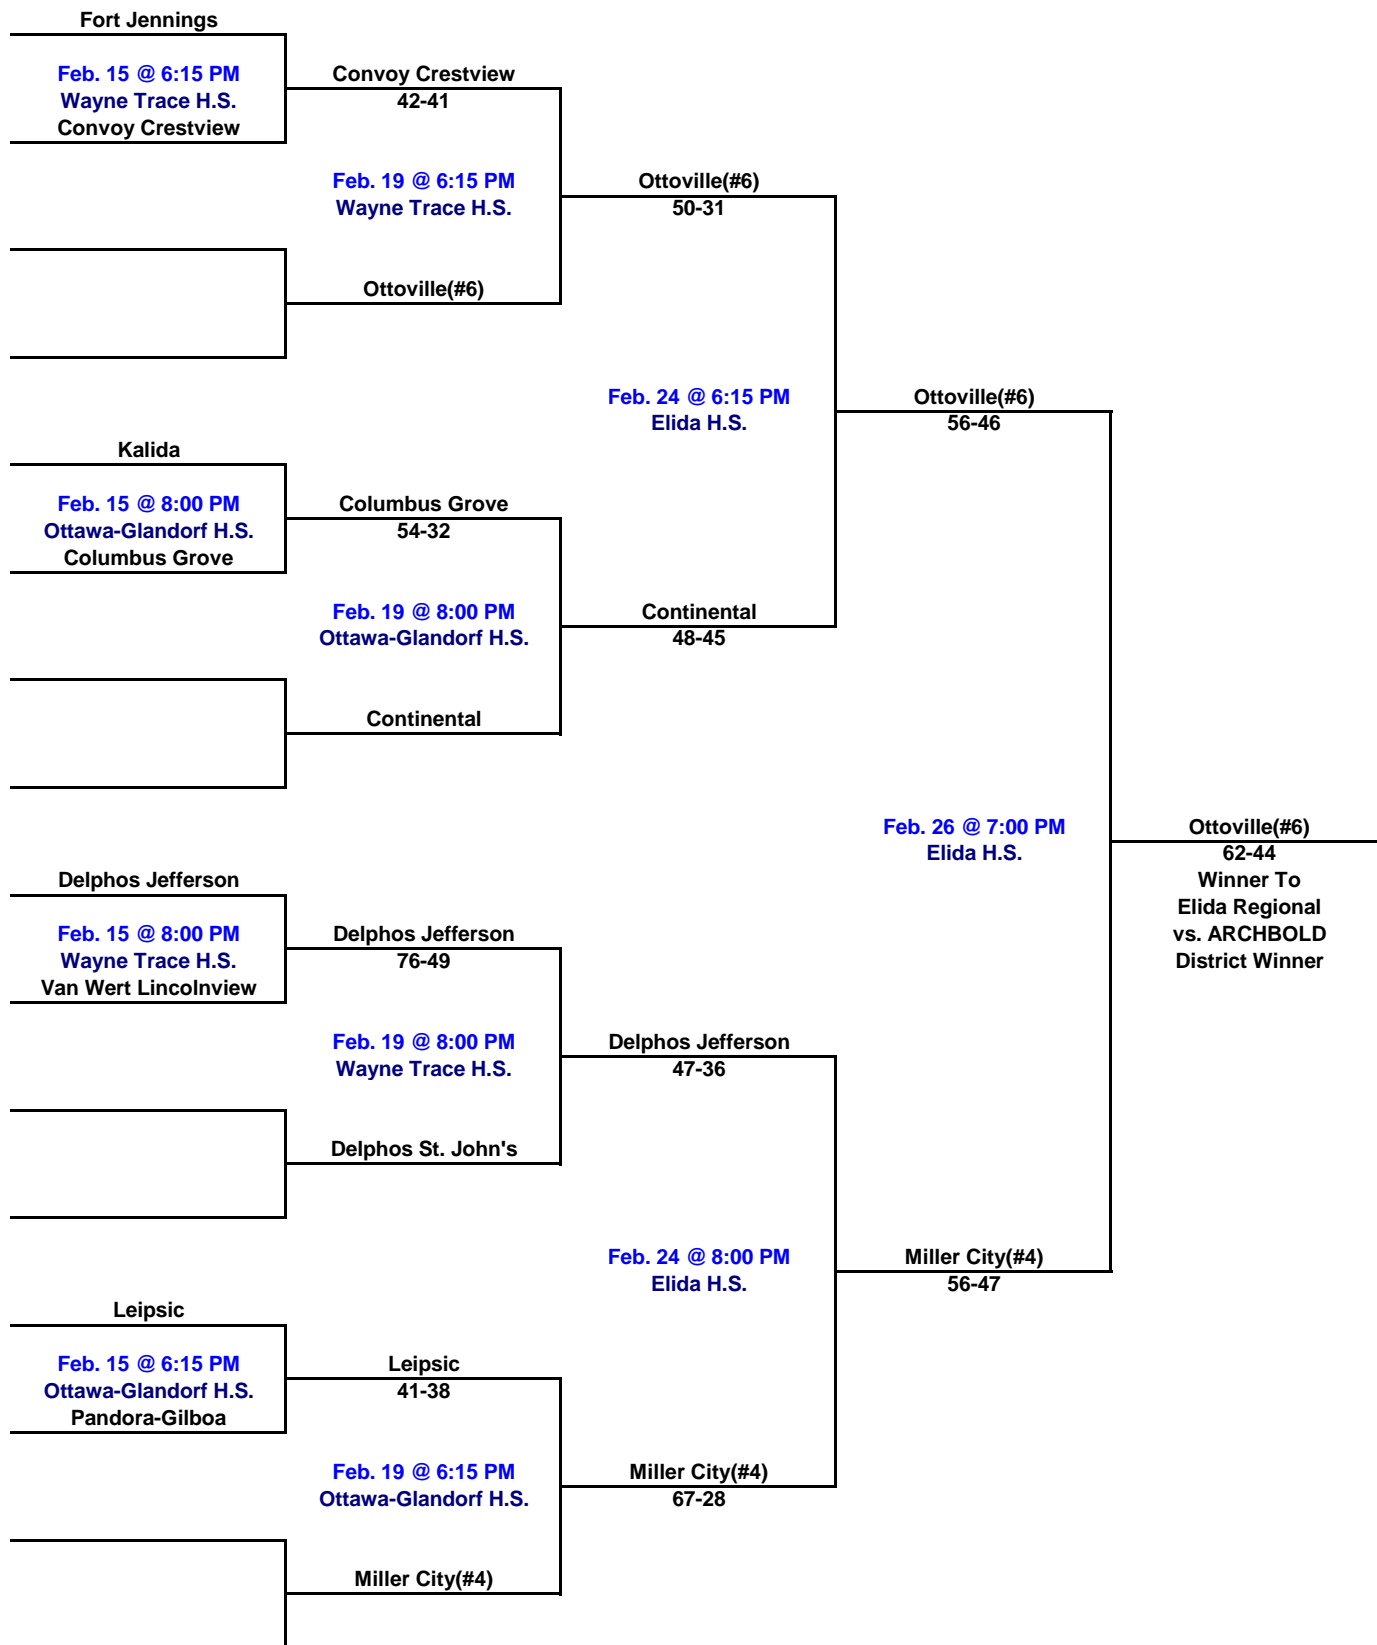 Fort Jennings
Feb. 15 @ 6:15 PM
Wayne Trace H.S.
Convoy Crestview
Convoy Crestview
42-41
Feb. 19 @ 6:15 PM
Wayne Trace H.S.
Ottoville(#6)
Ottoville(#6)
50-31
Feb. 24 @ 6:15 PM
Elida H.S.
Ottoville(#6)
56-46
Kalida
Feb. 15 @ 8:00 PM
Ottawa-Glandorf H.S.
Columbus Grove
Columbus Grove
54-32
Feb. 19 @ 8:00 PM
Ottawa-Glandorf H.S.
Continental
Continental
48-45
Feb. 26 @ 7:00 PM
Elida H.S.
Ottoville(#6)
62-44
Winner To
Elida Regional
vs. ARCHBOLD
District Winner
Delphos Jefferson
Feb. 15 @ 8:00 PM
Wayne Trace H.S.
Van Wert Lincolnview
Delphos Jefferson
76-49
Feb. 19 @ 8:00 PM
Wayne Trace H.S.
Delphos St. John's
Delphos Jefferson
47-36
Feb. 24 @ 8:00 PM
Elida H.S.
Miller City(#4)
56-47
Leipsic
Feb. 15 @ 6:15 PM
Ottawa-Glandorf H.S.
Pandora-Gilboa
Leipsic
41-38
Feb. 19 @ 6:15 PM
Ottawa-Glandorf H.S.
Miller City(#4)
Miller City(#4)
67-28